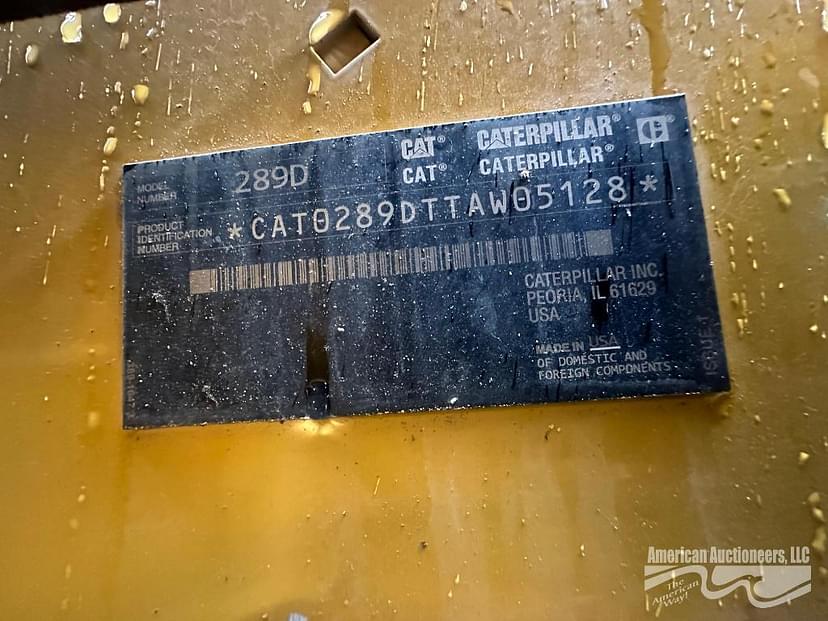 MODEL
NUMBER
289D
CAT® CATERPILLAR®
CAT® CATERPILLAR®
PRODUCT
IDENTIFICATION
NUMBER
*CAT0289DTTAW05128*
CATERPILLAR INC.
PEORIA, IL 61629
USA
MADE IN USA
OF DOMESTIC AND
FOREIGN COMPONENTS
American Auctioneers, LLC
The
American
Way!